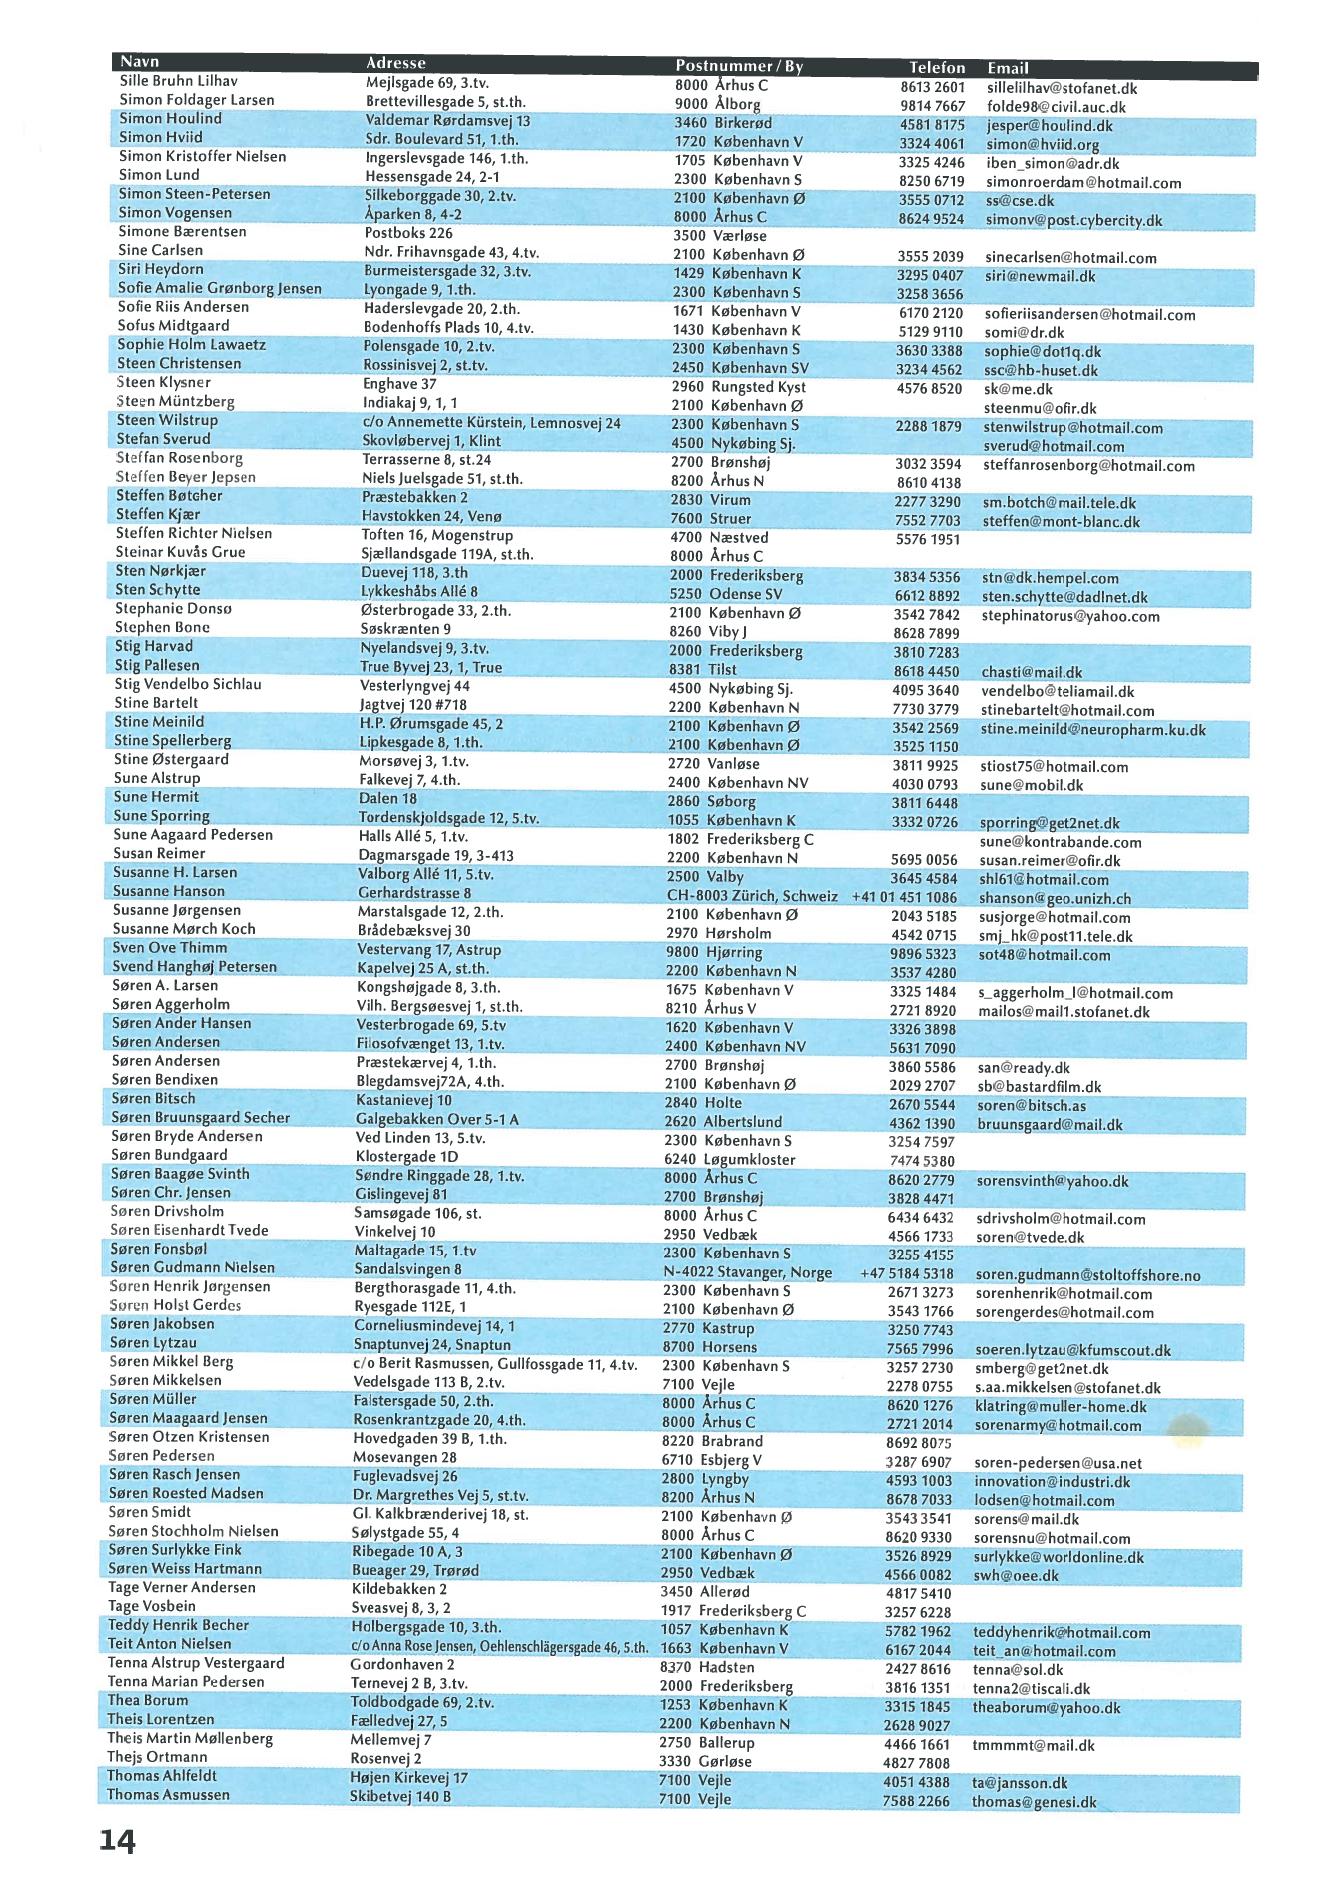 Navn Adresse Postnummer / By Telefon Email
Sille Bruhn Lilhav Mejlsgade 69, 3.tv. 8000 Århus C 8613 2601 sillelilhav@stofanet.dk
Simon Foldager Larsen Brettevillesgade 5, st.th. 9000 Ålborg 9814 7667 folde98@civil.auc.dk
Simon Houlind Valdemar Rørdamsvej 13 3460 Birkerød 4581 8175 jesper@houlind.dk
Simon Hviid Sdr. Boulevard 51, 1.th. 1720 København V 3324 4061 simon@hviid.org
Simon Kristoffer Nielsen Ingerslevsgade 146, 1.th. 1705 København V 3325 4246 iben_simon@adr.dk
Simon Lund Hessensgade 24, 2-1 2300 København S 8250 6719 simonroerdam@hotmail.com
Simon Steen-Petersen Silkeborggade 30, 2.tv. 2100 København Ø 3555 0712 ss@cse.dk
Simon Vogensen Åparken 8, 4-2 8000 Århus C 8624 9524 simonv@post.cybercity.dk
Simone Bærentsen Postboks 226 3500 Værløse
Sine Carlsen Ndr. Frihavnsgade 43, 4.tv. 2100 København Ø 3555 2039 sinecarlsen@hotmail.com
Siri Heydorn Burmeistersgade 32, 3.tv. 1429 København K 3295 0407 siri@newmail.dk
Sofie Amalie Grønborg Jensen Lyongade 9, 1.th. 2300 København S 3258 3656
Sofie Riis Andersen Haderslevgade 20, 2.th. 1671 København V 6170 2120 sofieriisandersen@hotmail.com
Sofus Midtgaard Bodenhoffs Plads 10, 4.tv. 1430 København K 5129 9110 somi@dr.dk
Sophie Holm Lawaetz Polensgade 10, 2.tv. 2300 København S 3630 3388 sophie@dot1q.dk
Steen Christensen Rossinisvej 2, st.tv. 2450 København SV 3234 4562 ssc@hb-huset.dk
Steen Klysner Enghave 37 2960 Rungsted Kyst 4576 8520 sk@me.dk
Steen Müntzberg Indiakaj 9, 1, 1 2100 København Ø steenmu@ofir.dk
Steen Wilstrup c/o Annemette Kürstein, Lemnosvej 24 2300 København S 2288 1879 stenwilstrup@hotmail.com
Stefan Sverud Skovløbervej 1, Klint 4500 Nykøbing Sj. sverud@hotmail.com
Steffan Rosenborg Terrasserne 8, st.24 2700 Brønshøj 3032 3594 steffanrosenborg@hotmail.com
Steffen Beyer Jepsen Niels Juelsgade 51, st.th. 8200 Århus N 8610 4138
Steffen Bøtcher Præstebakken 2 2830 Virum 2277 3290 sm.botch@mail.tele.dk
Steffen Kjær Havstokken 24, Venø 7600 Struer 7552 7703 steffen@mont-blanc.dk
Steffen Richter Nielsen Toften 16, Mogenstrup 4700 Næstved 5576 1951
Steinar Kuvås Grue Sjællandsgade 119A, st.th. 8000 Århus C
Sten Nørkjær Duevej 118, 3.th 2000 Frederiksberg 3834 5356 stn@dk.hempel.com
Sten Schytte Lykkeshåbs Allé 8 5250 Odense SV 6612 8892 sten.schytte@dadlnet.dk
Stephanie Donsø Østerbrogade 33, 2.th. 2100 København Ø 3542 7842 stephinatorus@yahoo.com
Stephen Bone Søskrænten 9 8260 Viby J 8628 7899
Stig Harvad Nyelandsvej 9, 3.tv. 2000 Frederiksberg 3810 7283
Stig Pallesen True Byvej 23, 1, True 8381 Tilst 8618 4450 chasti@mail.dk
Stig Vendelbo Sichlau Vesterlyngvej 44 4500 Nykøbing Sj. 4095 3640 vendelbo@teliamail.dk
Stine Bartelt Jagtvej 120 #718 2200 København N 7730 3779 stinebartelt@hotmail.com
Stine Meinild H.P. Ørumsgade 45, 2 2100 København Ø 3542 2569 stine.meinild@neuropharm.ku.dk
Stine Spellerberg Lipkesgade 8, 1.th. 2100 København Ø 3525 1150
Stine Østergaard Morsøvej 3, 1.tv. 2720 Vanløse 3811 9925 stiost75@hotmail.com
Sune Alstrup Falkevej 7, 4.th. 2400 København NV 4030 0793 sune@mobil.dk
Sune Hermit Dalen 18 2860 Søborg 3811 6448
Sune Sporring Tordenskjoldsgade 12, 5.tv. 1055 København K 3332 0726 sporring@get2net.dk
Sune Aagaard Pedersen Halls Allé 5, 1.tv. 1802 Frederiksberg C sune@kontrabande.com
Susan Reimer Dagmarsgade 19, 3-413 2200 København N 5695 0056 susan.reimer@ofir.dk
Susanne H. Larsen Valborg Allé 11, 5.tv. 2500 Valby 3645 4584 shl61@hotmail.com
Susanne Hanson Gerhardstrasse 8 CH-8003 Zürich, Schweiz +41 01 451 1086 shanson@geo.unizh.ch
Susanne Jørgensen Marstalsgade 12, 2.th. 2100 København Ø 2043 5185 susjorge@hotmail.com
Susanne Mørch Koch Brådebæksvej 30 2970 Hørsholm 4542 0715 smj_hk@post11.tele.dk
Sven Ove Thimm Vestervang 17, Astrup 9800 Hjørring 9896 5323 sot48@hotmail.com
Svend Hanghøj Petersen Kapelvej 25 A, st.th. 2200 København N 3537 4280
Søren A. Larsen Kongshøjgade 8, 3.th. 1675 København V 3325 1484 s_aggerholm_l@hotmail.com
Søren Aggerholm Vilh. Bergsøesvej 1, st.th. 8210 Århus V 2721 8920 mailos@mail1.stofanet.dk
Søren Ander Hansen Vesterbrogade 69, 5.tv 1620 København V 3326 3898
Søren Andersen Filosofvænget 13, 1.tv. 2400 København NV 5631 7090
Søren Andersen Præstekærvej 4, 1.th. 2700 Brønshøj 3860 5586 san@ready.dk
Søren Bendixen Blegdamsvej72A, 4.th. 2100 København Ø 2029 2707 sb@bastardfilm.dk
Søren Bitsch Kastanievej 10 2840 Holte 2670 5544 soren@bitsch.as
Søren Bruunsgaard Secher Galgebakken Over 5-1 A 2620 Albertslund 4362 1390 bruunsgaard@mail.dk
Søren Bryde Andersen Ved Linden 13, 5.tv. 2300 København S 3254 7597
Søren Bundgaard Klostergade 1D 6240 Løgumkloster 7474 5380
Søren Baagøe Svinth Søndre Ringgade 28, 1.tv. 8000 Århus C 8620 2779 sorensvinth@yahoo.dk
Søren Chr. Jensen Gislingevej 81 2700 Brønshøj 3828 4471
Søren Drivsholm Samsøgade 106, st. 8000 Århus C 6434 6432 sdrivsholm@hotmail.com
Søren Eisenhardt Tvede Vinkelvej 10 2950 Vedbæk 4566 1733 soren@tvede.dk
Søren Fonsbøl Maltagade 15, 1.tv 2300 København S 3255 4155
Søren Gudmann Nielsen Sandalsvingen 8 N-4022 Stavanger, Norge +47 5184 5318 soren.gudmann@stoltoffshore.no
Søren Henrik Jørgensen Bergthorasgade 11, 4.th. 2300 København S 2671 3273 sorenhenrik@hotmail.com
Søren Holst Gerdes Ryesgade 112E, 1 2100 København Ø 3543 1766 sorengerdes@hotmail.com
Søren Jakobsen Corneliusmindevej 14, 1 2770 Kastrup 3250 7743
Søren Lytzau Snaptunvej 24, Snaptun 8700 Horsens 7565 7996 soeren.lytzau@kfumscout.dk
Søren Mikkel Berg c/o Berit Rasmussen, Gullfossgade 11, 4.tv. 2300 København S 3257 2730 smberg@get2net.dk
Søren Mikkelsen Vedelsgade 113 B, 2.tv. 7100 Vejle 2278 0755 s.aa.mikkelsen@stofanet.dk
Søren Müller Falstersgade 50, 2.th. 8000 Århus C 8620 1276 klatring@muller-home.dk
Søren Maagaard Jensen Rosenkrantzgade 20, 4.th. 8000 Århus C 2721 2014 sorenarmy@hotmail.com
Søren Otzen Kristensen Hovedgaden 39 B, 1.th. 8220 Brabrand 8692 8075
Søren Pedersen Mosevangen 28 6710 Esbjerg V 3287 6907 soren-pedersen@usa.net
Søren Rasch Jensen Fuglevadsvej 26 2800 Lyngby 4593 1003 innovation@industri.dk
Søren Roested Madsen Dr. Margrethes Vej 5, st.tv. 8200 Århus N 8678 7033 lodsen@hotmail.com
Søren Smidt Gl. Kalkbrænderivej 18, st. 2100 København Ø 3543 3541 sorens@mail.dk
Søren Stochholm Nielsen Sølystgade 55, 4 8000 Århus C 8620 9330 sorensnu@hotmail.com
Søren Surlykke Fink Ribegade 10 A, 3 2100 København Ø 3526 8929 surlykke@worldonline.dk
Søren Weiss Hartmann Bueager 29, Trørød 2950 Vedbæk 4566 0082 swh@oee.dk
Tage Verner Andersen Kildebakken 2 3450 Allerød 4817 5410
Tage Vosbein Sveasvej 8, 3, 2 1917 Frederiksberg C 3257 6228
Teddy Henrik Becher Holbergsgade 10, 3.th. 1057 København K 5782 1962 teddyhenrik@hotmail.com
Teit Anton Nielsen c/o Anna Rose Jensen, Oehlenschlägersgade 46, 5.th. 1663 København V 6167 2044 teit_an@hotmail.com
Tenna Alstrup Vestergaard Gordonhaven 2 8370 Hadsten 2427 8616 tenna@sol.dk
Tenna Marian Pedersen Ternevej 2 B, 3.tv. 2000 Frederiksberg 3816 1351 tenna2@tiscali.dk
Thea Borum Toldbodgade 69, 2.tv. 1253 København K 3315 1845 theaborum@yahoo.dk
Theis Lorentzen Fælledvej 27, 5 2200 København N 2628 9027
Theis Martin Møllenberg Mellemvej 7 2750 Ballerup 4466 1661 tmmmmt@mail.dk
Thejs Ortmann Rosenvej 2 3330 Gørløse 4827 7808
Thomas Ahlfeldt Højen Kirkevej 17 7100 Vejle 4051 4388 ta@jansson.dk
Thomas Asmussen Skibetvej 140 B 7100 Vejle 7588 2266 thomas@genesi.dk
14